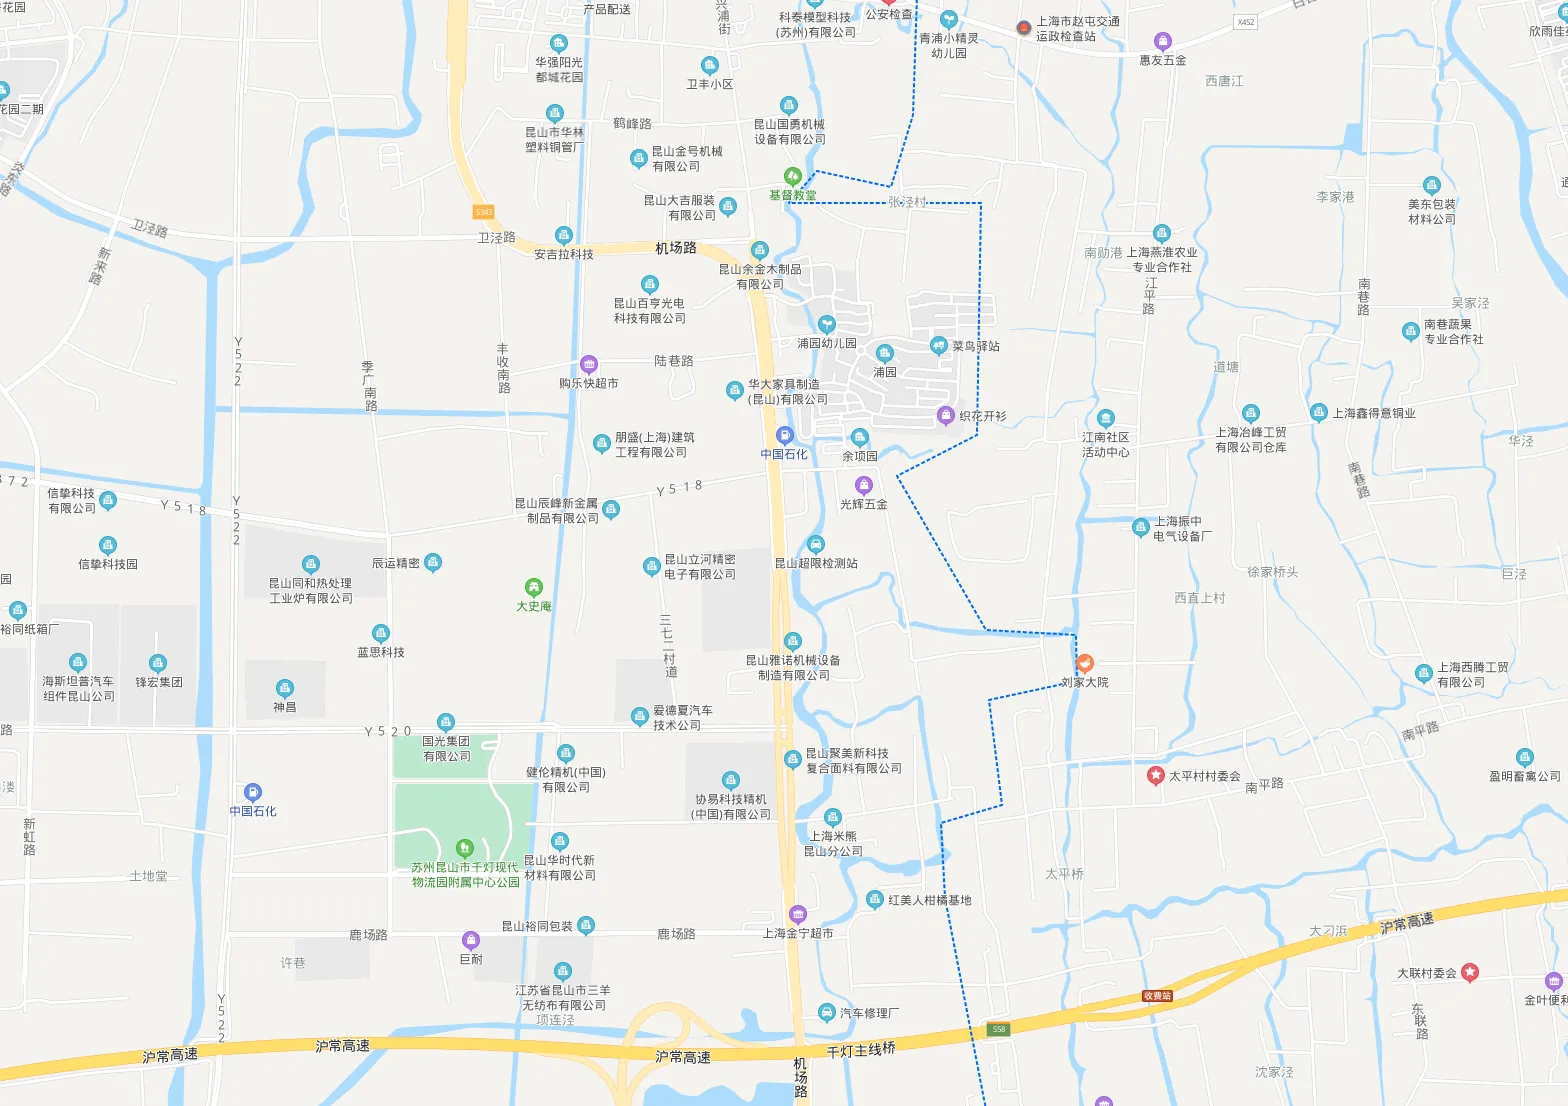 花园
产品配送
兴浦街
科泰模型科技
(苏州)有限公司
公安检查
青浦小精灵
幼儿园
上海市赵屯交通
运政检查站
X452
惠友五金
西唐江
欣雨佳苑
华强阳光
都城花园
卫丰小区
花园二期
昆山市华林
塑料铜管厂
鹤峰路
昆山国勇机械
设备有限公司
昆山金号机械
有限公司
炎东路
基督教堂
张泾村
昆山大吉服装
有限公司
S343
李家港
美东包装
材料公司
卫泾路
卫泾路
安吉拉科技
机场路
新来路
昆山余金木制品
有限公司
南勋港
上海燕淮农业
专业合作社
江平路
南巷路
吴家泾
昆山百亨光电
科技有限公司
浦园幼儿园
菜鸟驿站
浦园
南巷蔬果
专业合作社
Y522
季广南路
丰收南路
陆巷路
购乐快超市
道塘
华大家具制造
(昆山)有限公司
织花开衫
江南社区
活动中心
上海冶峰工贸
有限公司仓库
上海鑫得意铜业
华泾
朋盛(上海)建筑
工程有限公司
中国石化
余项园
372
信挚科技
有限公司
Y518
Y522
昆山辰峰新金属
制品有限公司
Y518
光辉五金
南巷路
上海振中
电气设备厂
信挚科技园
昆山同和热处理
工业炉有限公司
辰运精密
昆山立河精密
电子有限公司
昆山超限检测站
徐家桥头
巨泾
园
大史庵
西直上村
裕同纸箱厂
蓝思科技
三七二村道
海斯坦普汽车
组件昆山公司
锋宏集团
神昌
昆山雅诺机械设备
制造有限公司
刘家大院
上海西腾工贸
有限公司
路
Y520
国光集团
有限公司
爱德夏汽车
技术公司
南平路
健伦精机(中国)
有限公司
昆山聚美新科技
复合面料有限公司
太平村村委会
南平路
盈明畜禽公司
中国石化
协易科技精机
(中国)有限公司
新虹路
上海米熊
昆山分公司
土地堂
苏州昆山市千灯现代
物流园附属中心公园
昆山华时代新
材料有限公司
太平桥
红美人柑橘基地
鹿场路
昆山裕同包装
鹿场路
上海金宁超市
大刁浜
沪常高速
许巷
巨耐
江苏省昆山市三羊
无纺布有限公司
收费站
大联村委会
金叶便利
Y522
项连泾
汽车修理厂
S58
东联路
沪常高速
沪常高速
沪常高速
千灯主线桥
机场路
沈家泾